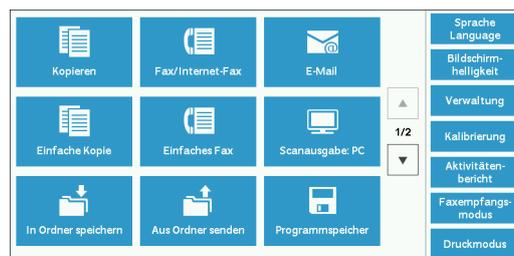 Kopieren
Fax/Internet-Fax
E-Mail
Einfache Kopie
Einfaches Fax
Scanausgabe: PC
In Ordner speichern
Aus Ordner senden
Programmspeicher
1/2
Sprache
Language
Bildschirm-
helligkeit
Verwaltung
Kalibrierung
Aktivitäten-
bericht
Faxempfangs-
modus
Druckmodus